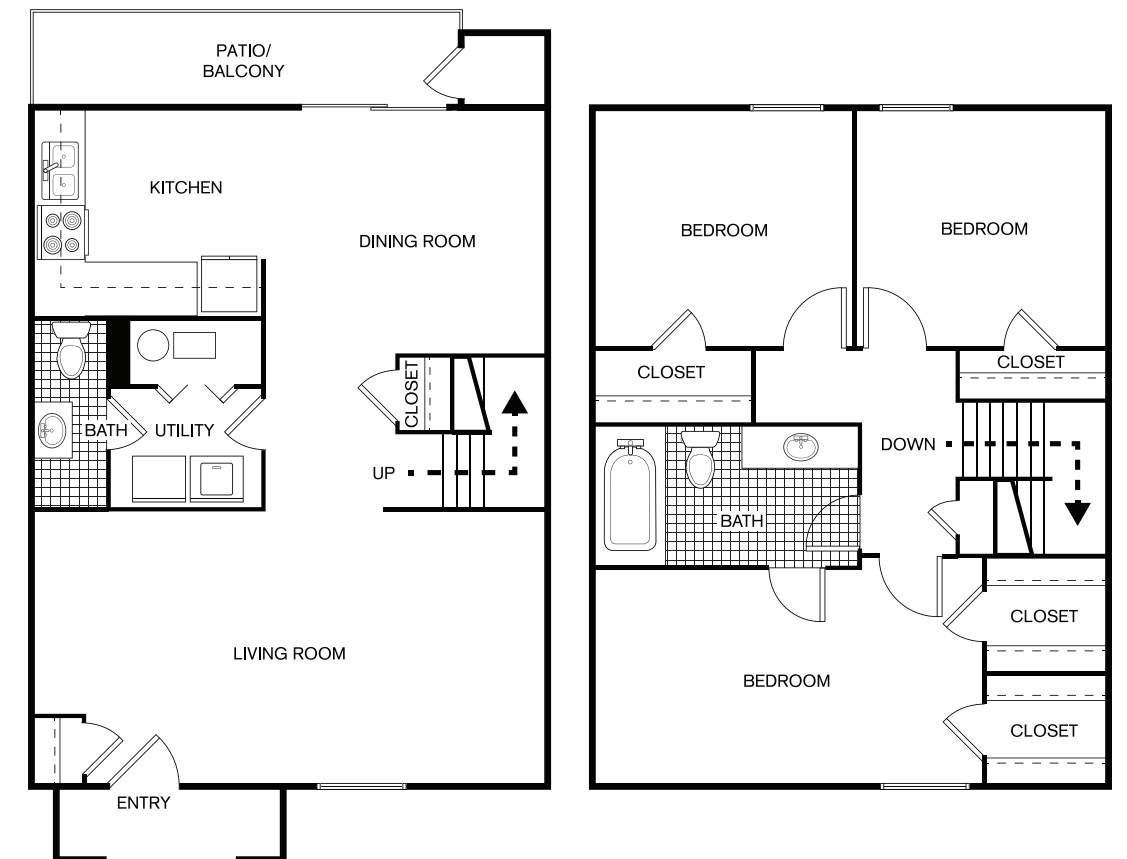 PATIO/
BALCONY
KITCHEN
DINING ROOM
CLOSET
BATH
UTILITY
UP
LIVING ROOM
ENTRY
BEDROOM
BEDROOM
CLOSET
CLOSET
DOWN
BATH
CLOSET
BEDROOM
CLOSET